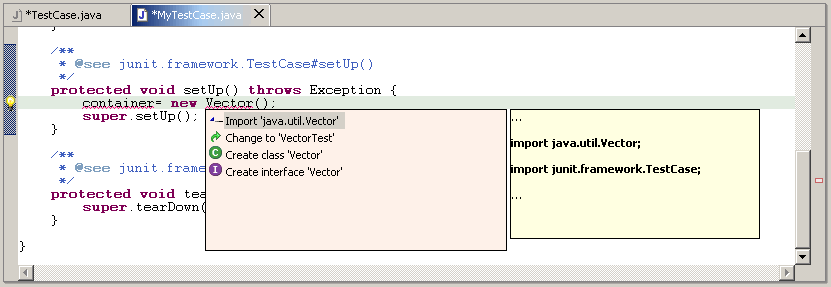 *TestCase.java
*MyTestCase.java
}
/**
* @see junit.framework.TestCase#setUp()
*/
protected void setUp() throws Exception {
container= new Vector();
super.setUp();
}
/**
* @see junit.frame
*/
protected void tea
super.tearDown(
}
}
Import 'java.util.Vector'
Change to 'VectorTest'
Create class 'Vector'
Create interface 'Vector'
...
import java.util.Vector;
import junit.framework.TestCase;
...